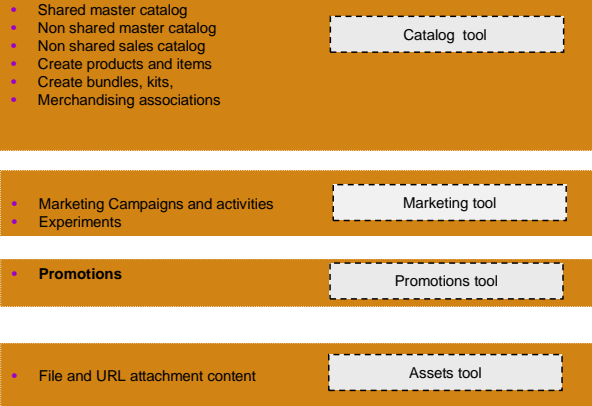 • Shared master catalog
• Non shared master catalog
• Non shared sales catalog
• Create products and items
• Create bundles, kits,
• Merchandising associations
Catalog tool
• Marketing Campaigns and activities
• Experiments
Marketing tool
• Promotions
Promotions tool
• File and URL attachment content
Assets tool